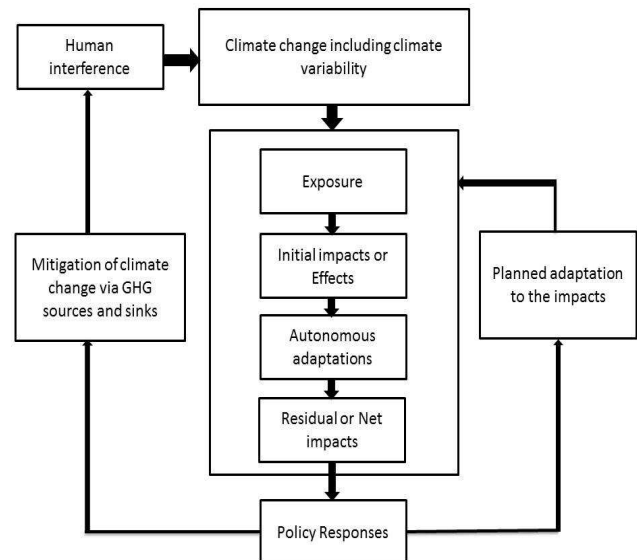 Human
interference
Climate change including climate
variability
Exposure
Initial impacts or
Effects
Autonomous
adaptations
Residual or Net
impacts
Mitigation of climate
change via GHG
sources and sinks
Planned adaptation
to the impacts
Policy Responses